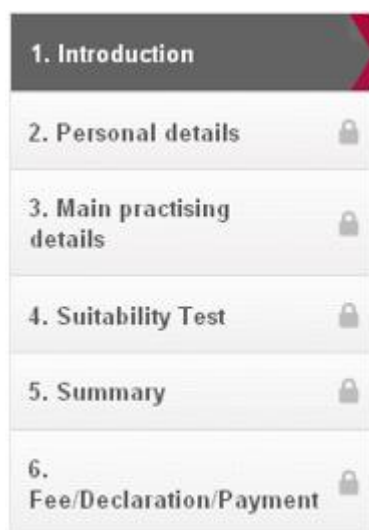 1. Introduction
2. Personal details
3. Main practising
details
4. Suitability Test
5. Summary
6.
Fee/Declaration/Payment